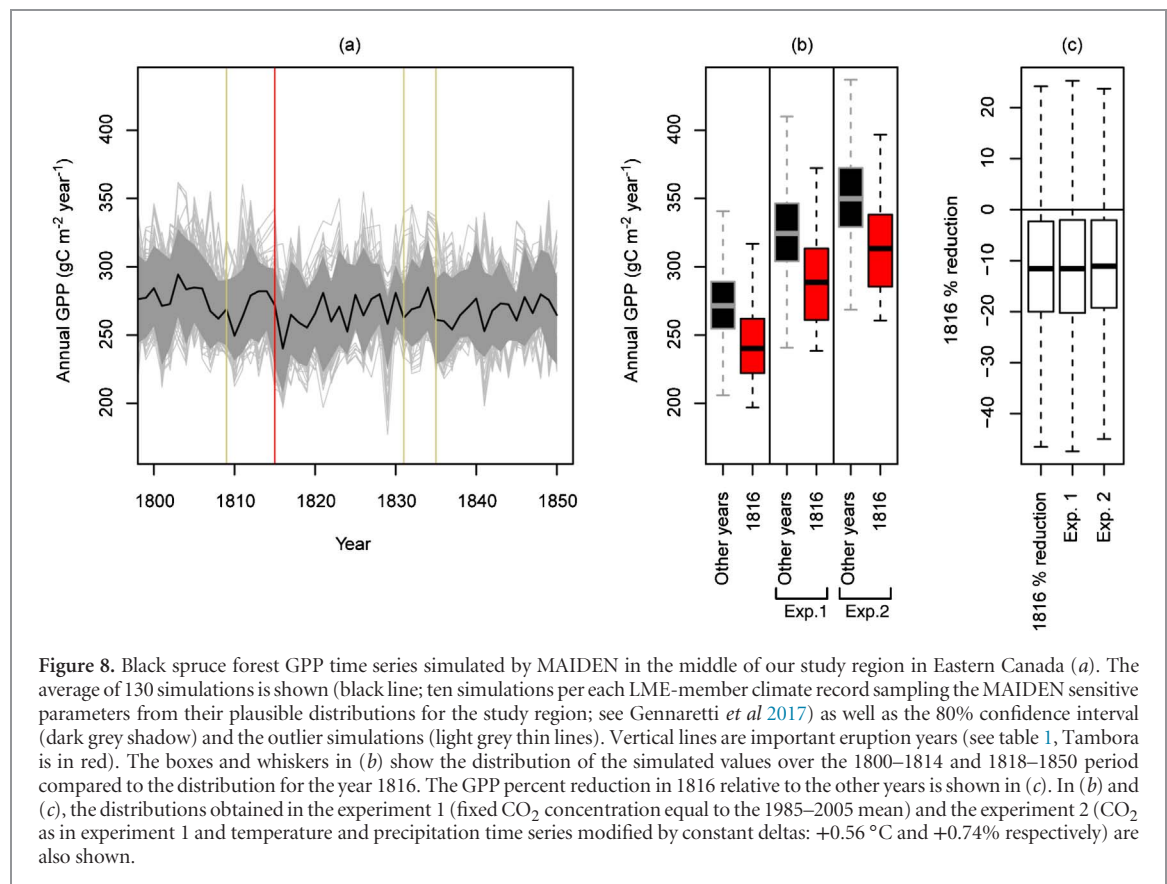 (a)
(b)
(c)
Annual GPP (gC m⁻² year⁻¹)
400
350
300
250
200
1800
1810
1820
1830
1840
1850
Year
Annual GPP (gC m⁻² year⁻¹)
400
350
300
250
200
Other years
1816
Other years
1816
Other years
1816
Exp.1
Exp.2
1816 % reduction
20
10
0
−10
−20
−30
−40
1816 % reduction
Exp. 1
Exp. 2
Figure 8. Black spruce forest GPP time series simulated by MAIDEN in the middle of our study region in Eastern Canada (a). The
average of 130 simulations is shown (black line; ten simulations per each LME-member climate record sampling the MAIDEN sensitive
parameters from their plausible distributions for the study region; see Gennaretti et al 2017) as well as the 80% confidence interval
(dark grey shadow) and the outlier simulations (light grey thin lines). Vertical lines are important eruption years (see table 1, Tambora
is in red). The boxes and whiskers in (b) show the distribution of the simulated values over the 1800–1814 and 1818–1850 period
compared to the distribution for the year 1816. The GPP percent reduction in 1816 relative to the other years is shown in (c). In (b) and
(c), the distributions obtained in the experiment 1 (fixed CO₂ concentration equal to the 1985–2005 mean) and the experiment 2 (CO₂
as in experiment 1 and temperature and precipitation time series modified by constant deltas: +0.56 °C and +0.74% respectively) are
also shown.